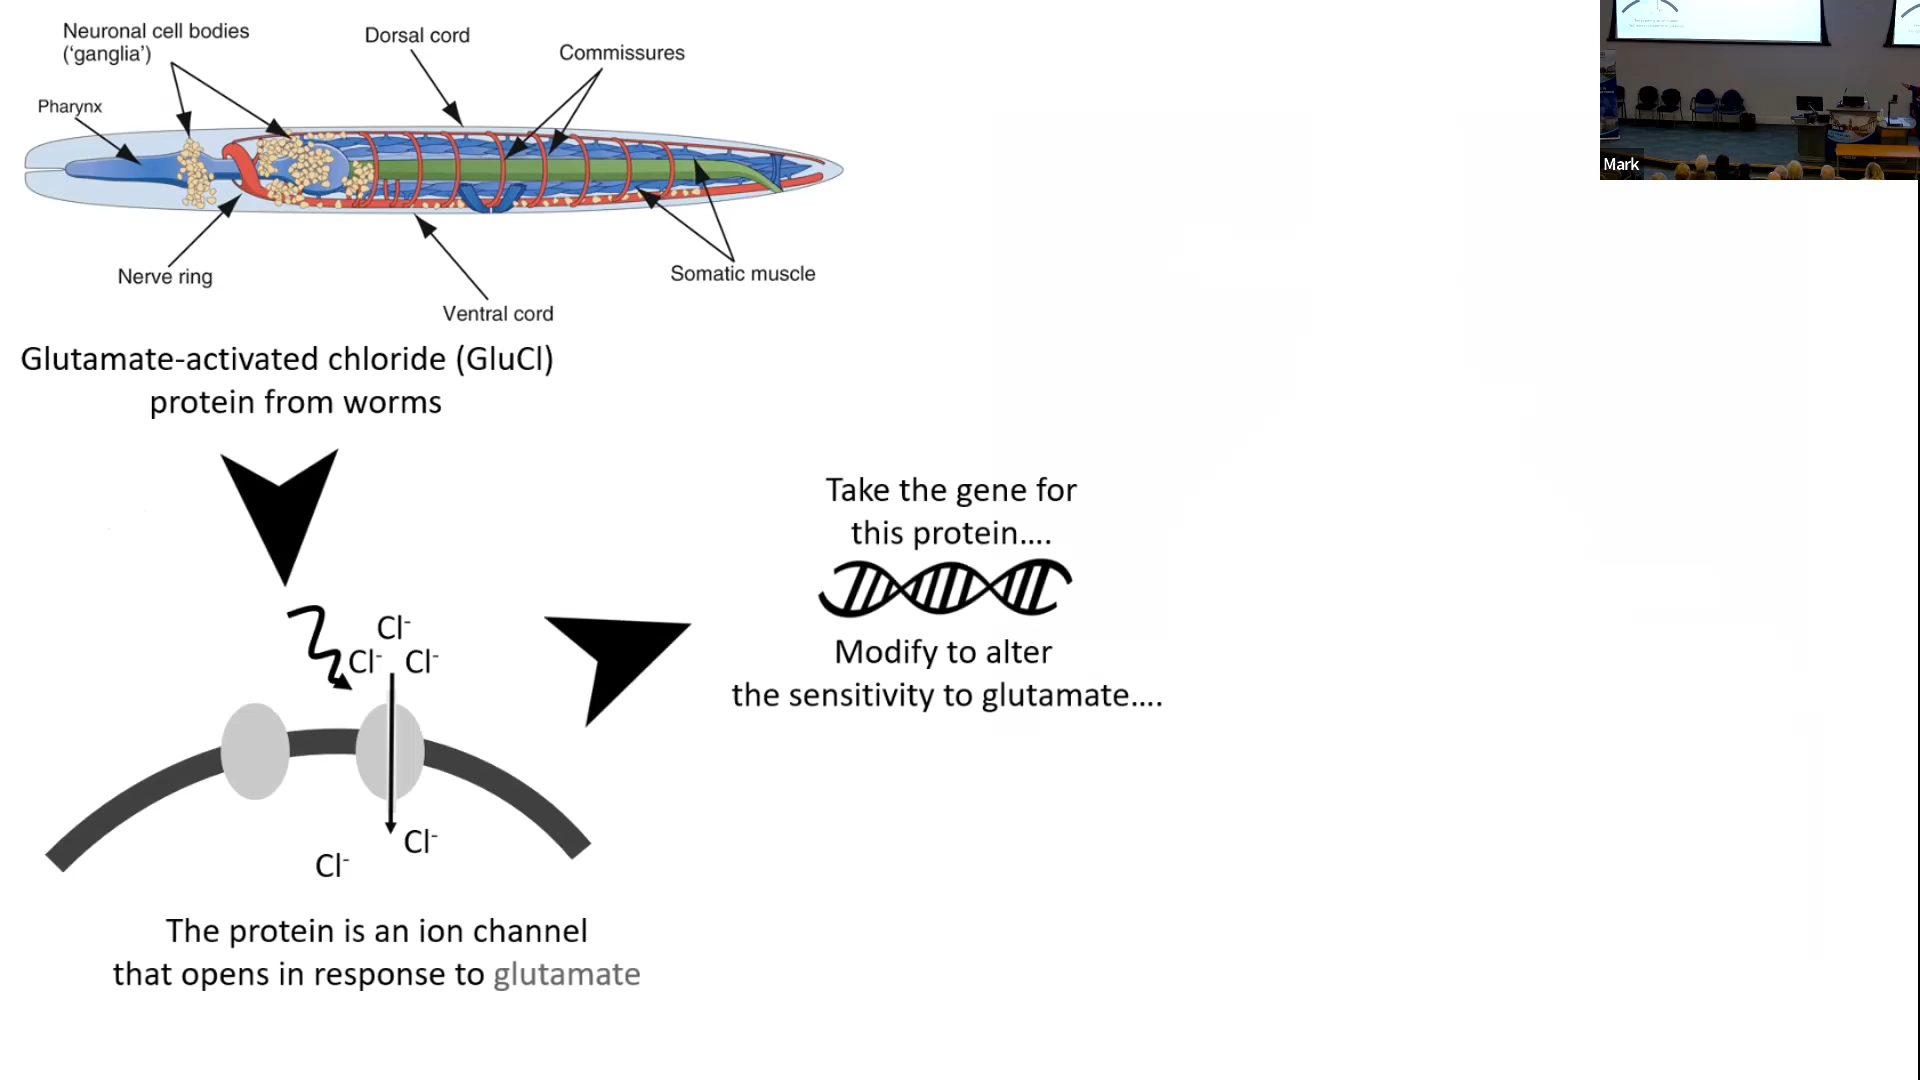 Neuronal cell bodies
(‘ganglia’)
Dorsal cord
Commissures
Pharynx
Nerve ring
Ventral cord
Somatic muscle
Glutamate-activated chloride (GluCl)
protein from worms
Take the gene for
this protein....
Modify to alter
the sensitivity to glutamate....
Cl⁻
Cl⁻ Cl⁻
Cl⁻
Cl⁻
The protein is an ion channel
that opens in response to glutamate
Mark